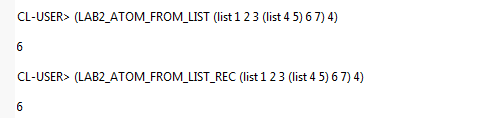 CL-USER> (LAB2_ATOM_FROM_LIST (list 1 2 3 (list 4 5) 6 7) 4)
6
CL-USER> (LAB2_ATOM_FROM_LIST_REC (list 1 2 3 (list 4 5) 6 7) 4)
6